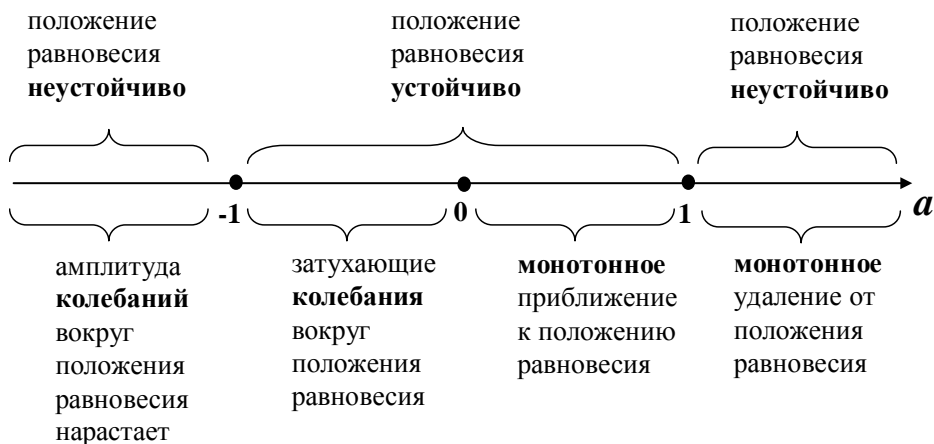 положение
равновесия
неустойчиво
положение
равновесия
устойчиво
положение
равновесия
неустойчиво
-1
0
1
a
амплитуда
колебаний
вокруг
положения
равновесия
нарастает
затухающие
колебания
вокруг
положения
равновесия
монотонное
приближение
к положению
равновесия
монотонное
удаление от
положения
равновесия